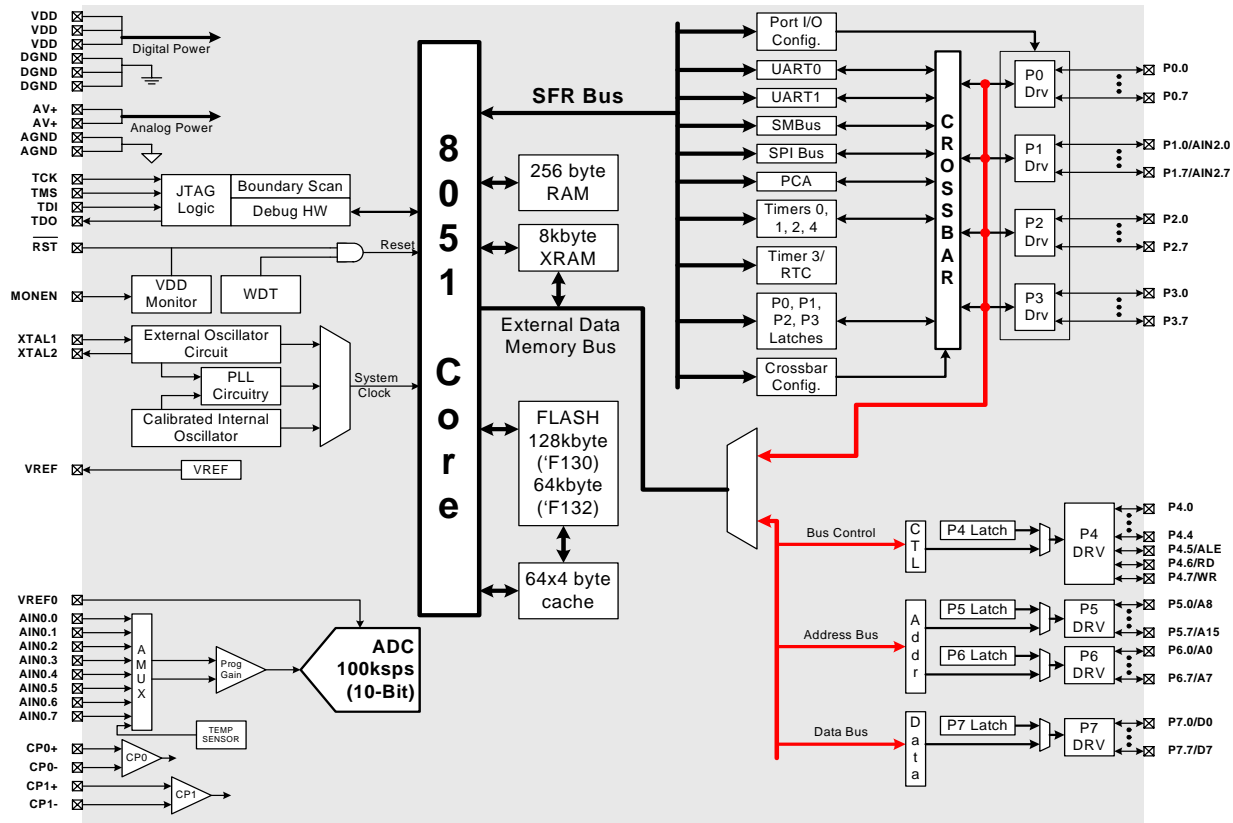 VDD
VDD
VDD
Digital Power
DGND
DGND
DGND
AV+
AV+
Analog Power
AGND
AGND
TCK
TMS
TDI
TDO
JTAG
Logic
Boundary Scan
Debug HW
RST
Reset
MONEN
VDD
Monitor
WDT
XTAL1
XTAL2
External Oscillator
Circuit
PLL
Circuitry
Calibrated Internal
Oscillator
System
Clock
VREF
VREF
VREF0
AIN0.0
AIN0.1
AIN0.2
AIN0.3
AIN0.4
AIN0.5
AIN0.6
AIN0.7
A
M
U
X
Prog
Gain
ADC
100ksps
(10-Bit)
TEMP
SENSOR
CP0+
CP0-
CP0
CP1+
CP1-
CP1
8
0
5
1
C
o
r
e
SFR Bus
256 byte
RAM
8kbyte
XRAM
External Data
Memory Bus
FLASH
128kbyte
(‘F130)
64kbyte
(‘F132)
64x4 byte
cache
Port I/O
Config.
UART0
UART1
SMBus
SPI Bus
PCA
Timers 0,
1, 2, 4
Timer 3/
RTC
P0, P1,
P2, P3
Latches
Crossbar
Config.
C
R
O
S
S
B
A
R
P0
Drv
P1
Drv
P2
Drv
P3
Drv
P0.0
P0.7
P1.0/AIN2.0
P1.7/AIN2.7
P2.0
P2.7
P3.0
P3.7
Bus Control
C
T
L
P4 Latch
P4
DRV
P4.0
P4.4
P4.5/ALE
P4.6/RD
P4.7/WR
Address Bus
A
d
d
r
P5 Latch
P5
DRV
P5.0/A8
P5.7/A15
P6 Latch
P6
DRV
P6.0/A0
P6.7/A7
Data Bus
D
a
t
a
P7 Latch
P7
DRV
P7.0/D0
P7.7/D7